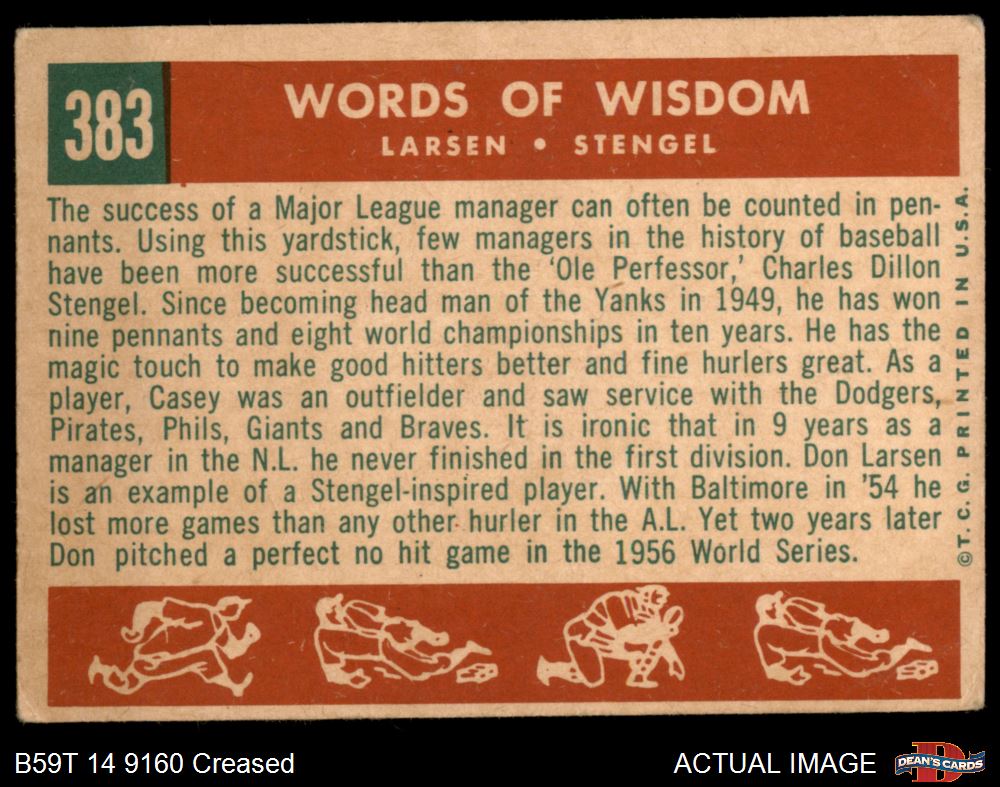 383
WORDS OF WISDOM
LARSEN • STENGEL
The success of a Major League manager can often be counted in pen-
nants. Using this yardstick, few managers in the history of baseball
have been more successful than the 'Ole Perfessor,' Charles Dillon
Stengel. Since becoming head man of the Yanks in 1949, he has won
nine pennants and eight world championships in ten years. He has the
magic touch to make good hitters better and fine hurlers great. As a
player, Casey was an outfielder and saw service with the Dodgers,
Pirates, Phils, Giants and Braves. It is ironic that in 9 years as a
manager in the N.L. he never finished in the first division. Don Larsen
is an example of a Stengel-inspired player. With Baltimore in '54 he
lost more games than any other hurler in the A.L. Yet two years later
Don pitched a perfect no hit game in the 1956 World Series.
©T.C.G. PRINTED IN U.S.A.
B59T 14 9160 Creased
ACTUAL IMAGE
D
DEAN'S CARDS